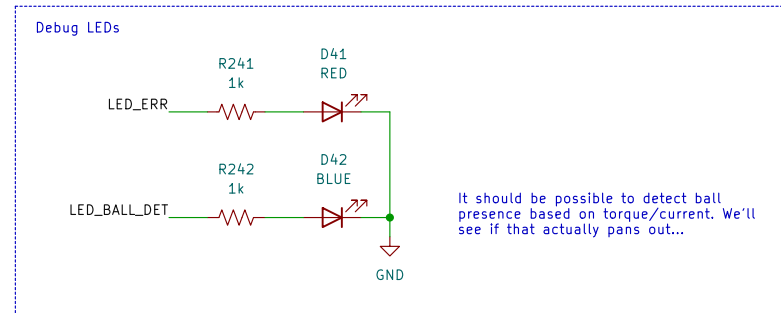 Debug LEDs
R241
1k
D41
RED
LED_ERR
R242
1k
D42
BLUE
LED_BALL_DET
GND
It should be possible to detect ball
presence based on torque/current. We'll
see if that actually pans out...